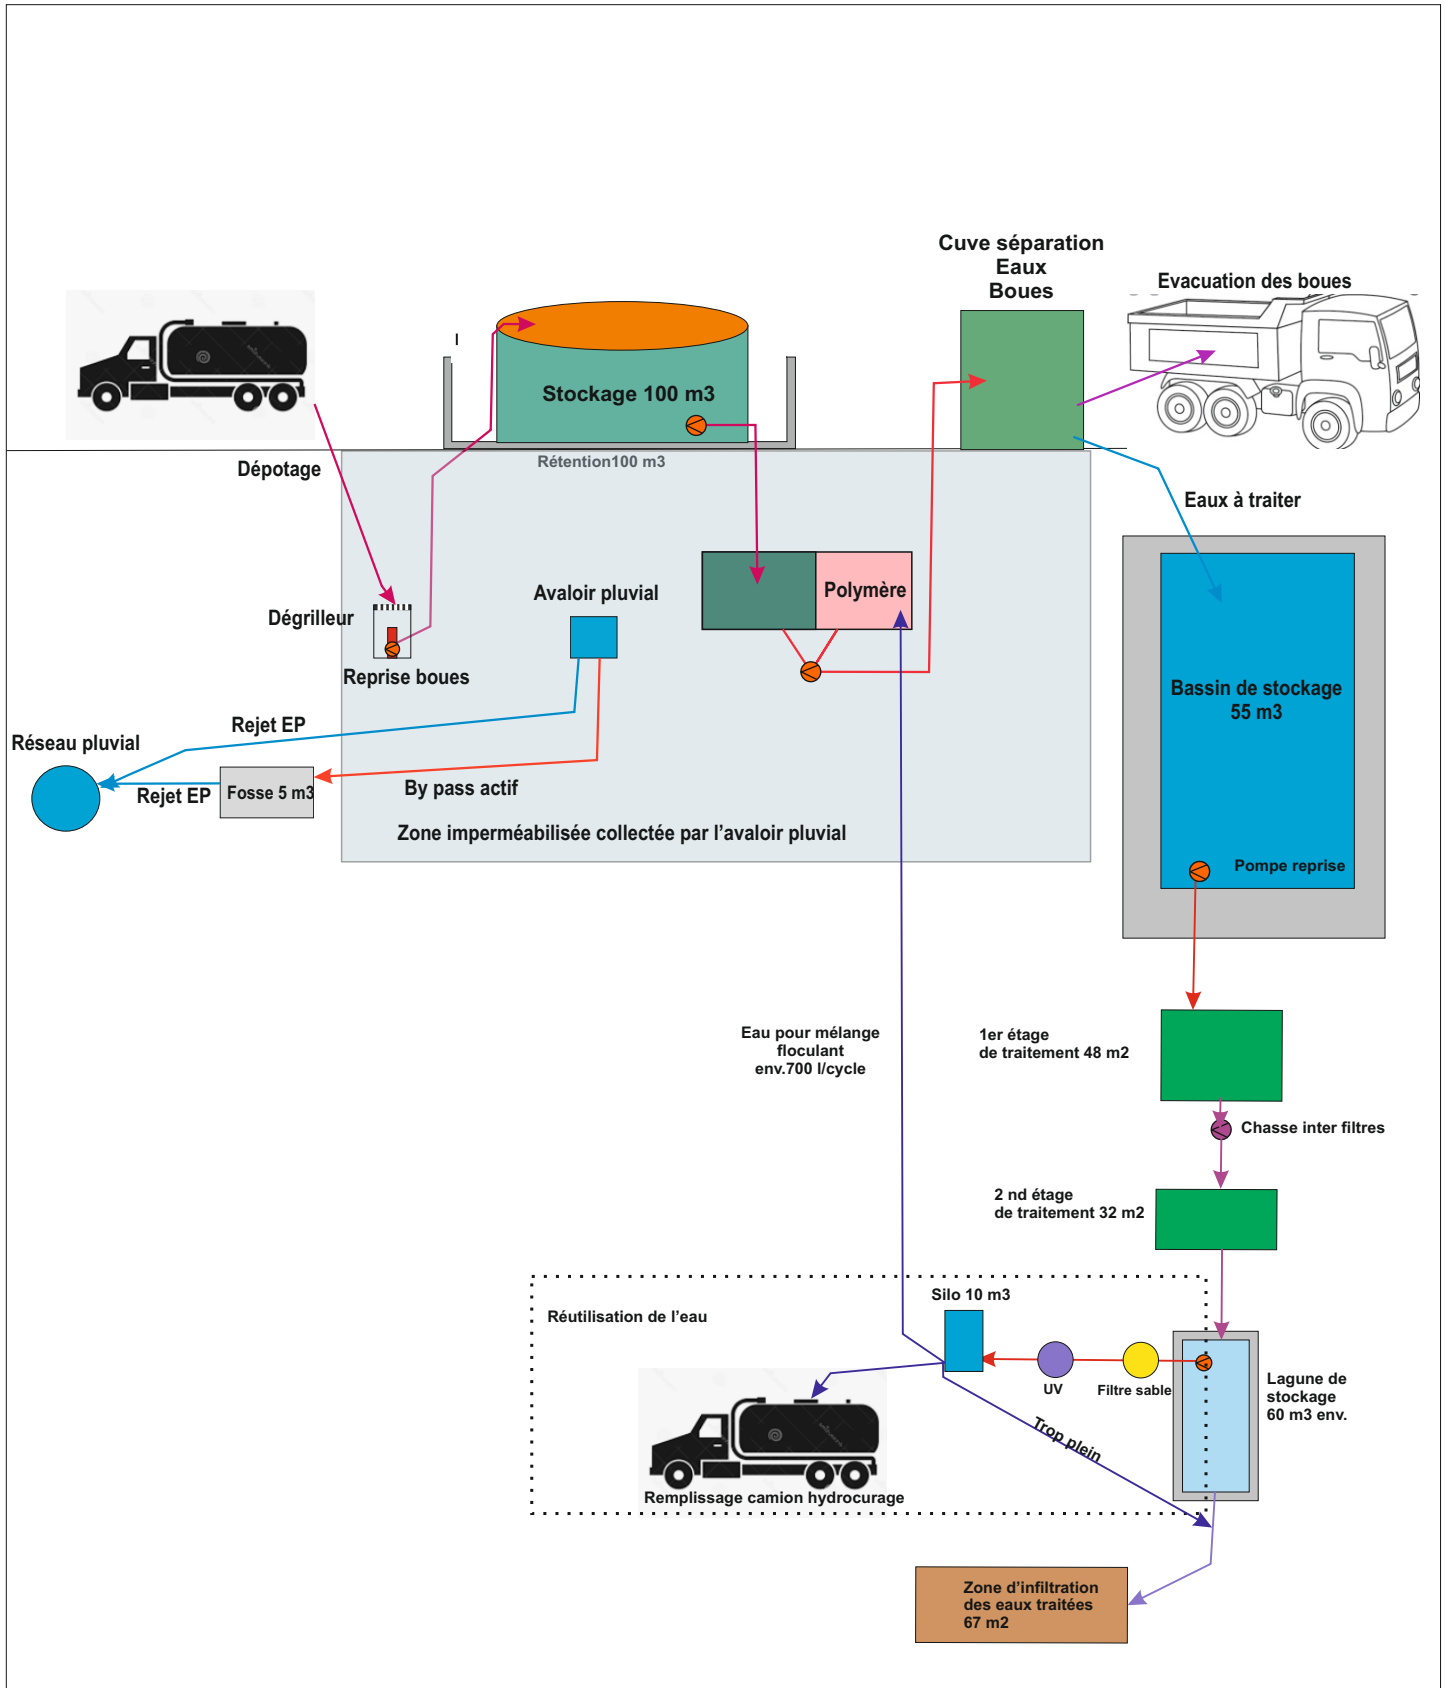 Cuve séparation
Eaux
Boues
Evacuation des boues
I
Stockage 100 m3
Rétention100 m3
Dépotage
Eaux à traiter
Avaloir pluvial
Polymère
Dégrilleur
Reprise boues
Bassin de stockage
55 m3
Rejet EP
Réseau pluvial
Rejet EP
Fosse 5 m3
By pass actif
Zone imperméabilisée collectée par l’avaloir pluvial
Pompe reprise
Eau pour mélange
floculant
env.700 l/cycle
1er étage
de traitement 48 m2
Chasse inter filtres
2 nd étage
de traitement 32 m2
Silo 10 m3
Réutilisation de l’eau
UV
Filtre sable
Lagune de
stockage
60 m3 env.
Trop plein
Remplissage camion hydrocurage
Zone d’infiltration
des eaux traitées
67 m2